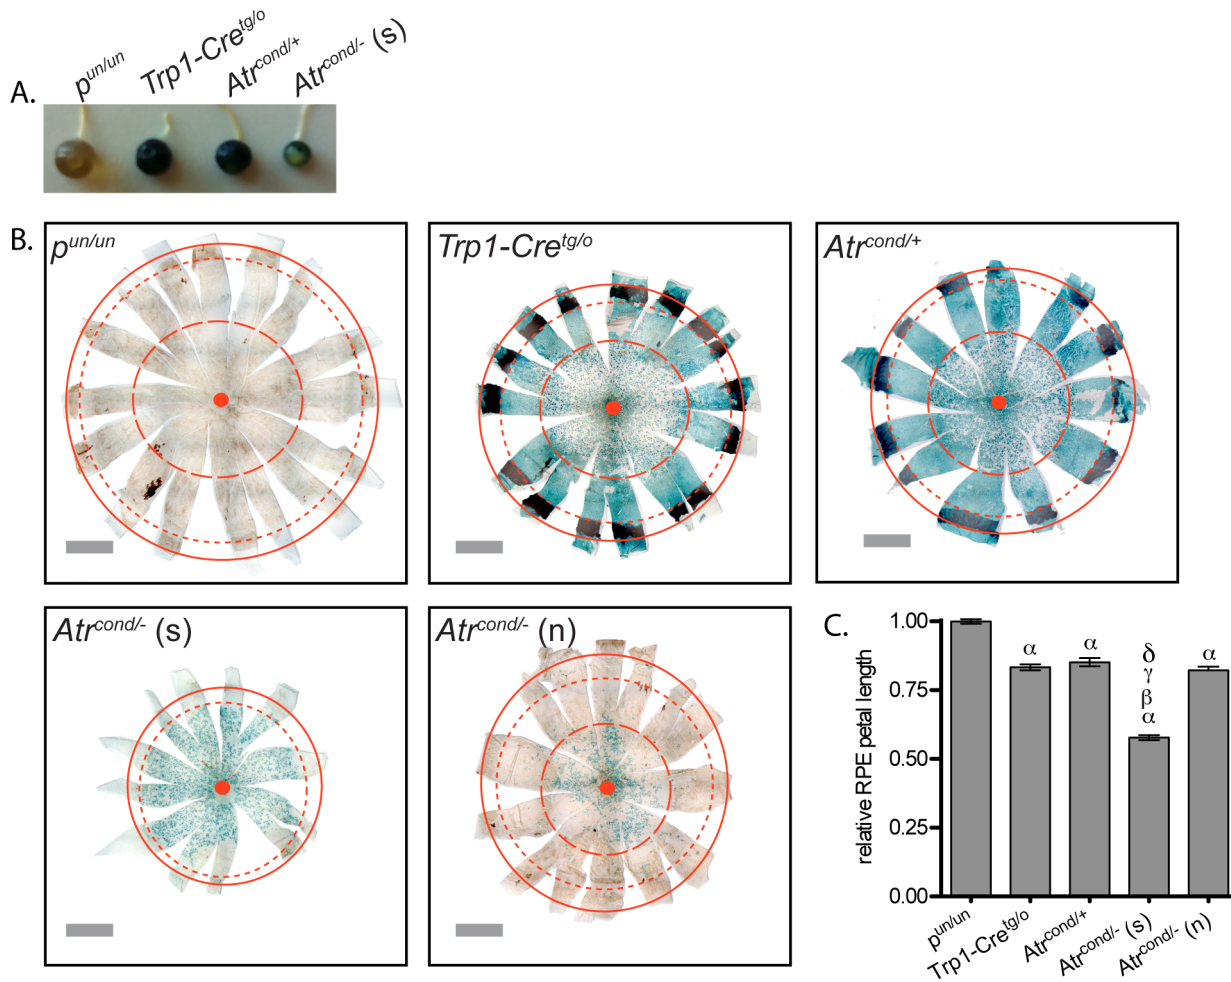 A.
p^un/un
Trp1-Cre^tg/o
Atr^cond/+
Atr^cond/- (s)
B.
p^un/un
Trp1-Cre^tg/o
Atr^cond/+
Atr^cond/- (s)
Atr^cond/- (n)
C.
relative RPE petal length
1.00
0.75
0.50
0.25
0.00
α
α
δ
γ
β
α
α
p^un/un
Trp1-Cre^tg/o
Atr^cond/+
Atr^cond/- (s)
Atr^cond/- (n)